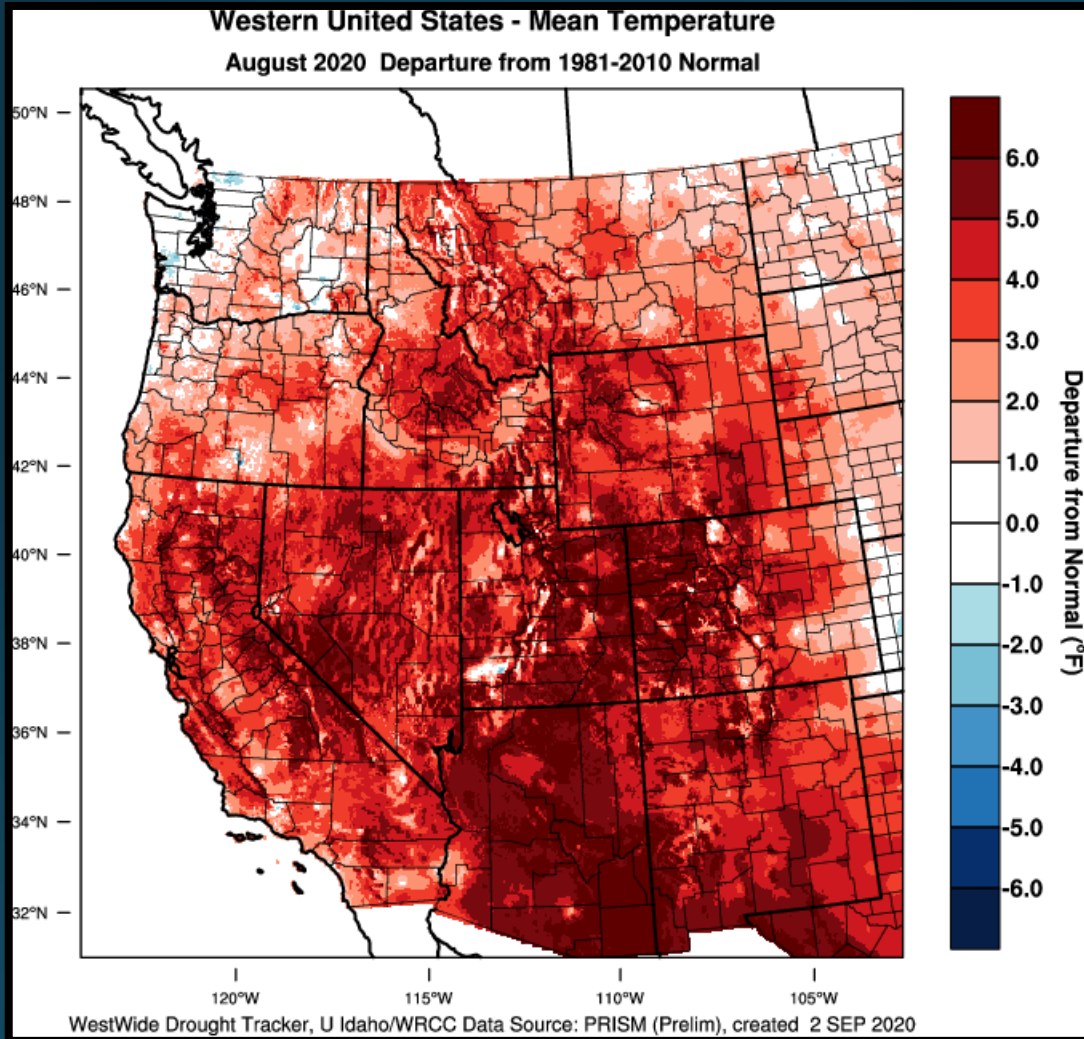 Western United States - Mean Temperature
August 2020 Departure from 1981-2010 Normal
50°N
48°N
46°N
44°N
42°N
40°N
38°N
36°N
34°N
32°N
120°W
115°W
110°W
105°W
6.0
5.0
4.0
3.0
2.0
1.0
0.0
-1.0
-2.0
-3.0
-4.0
-5.0
-6.0
Departure from Normal (°F)
WestWide Drought Tracker, U Idaho/WRCC Data Source: PRISM (Prelim), created 2 SEP 2020